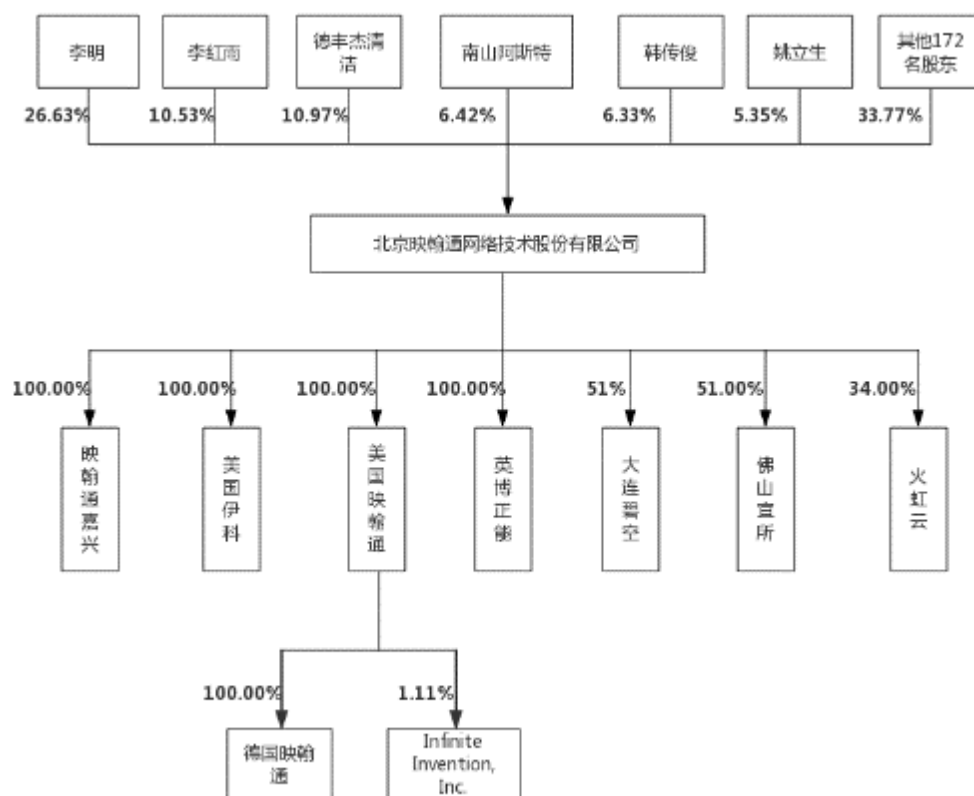 李明
李红雨
德丰杰清
洁
南山阿斯特
韩传俊
姚立生
其他172
名股东
26.63%
10.53%
10.97%
6.42%
6.33%
5.35%
33.77%
北京映翰通网络技术股份有限公司
100.00%
100.00%
100.00%
100.00%
51%
51.00%
34.00%
映翰通嘉兴
美国伊科
美国映翰通
英博正能
大连碧空
佛山宜所
火虹云
100.00%
1.11%
德国映翰
通
Infinite
Invention,
Inc.